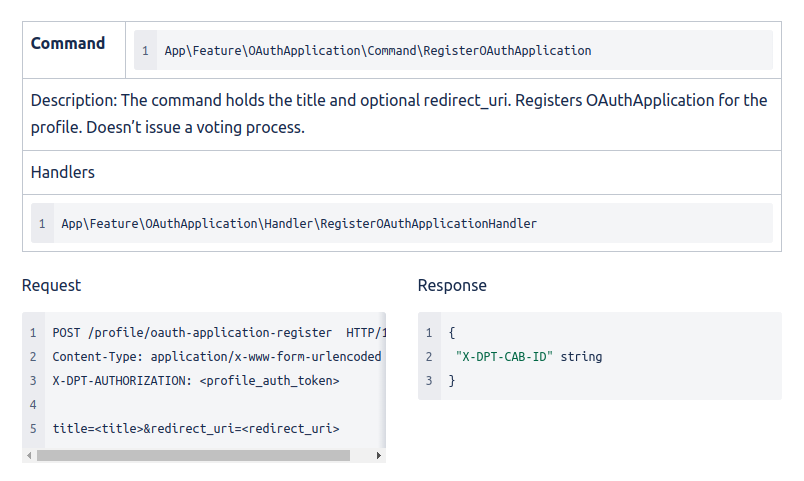 Command
1 App\Feature\OAuthApplication\Command\RegisterOAuthApplication
Description: The command holds the title and optional redirect_uri. Registers OAuthApplication for the
profile. Doesn’t issue a voting process.
Handlers
1 App\Feature\OAuthApplication\Handler\RegisterOAuthApplicationHandler
Request
1 POST /profile/oauth-application-register HTTP/1
2 Content-Type: application/x-www-form-urlencoded
3 X-DPT-AUTHORIZATION: <profile_auth_token>
4
5 title=<title>&redirect_uri=<redirect_uri>
Response
1 {
2 "X-DPT-CAB-ID" string
3 }